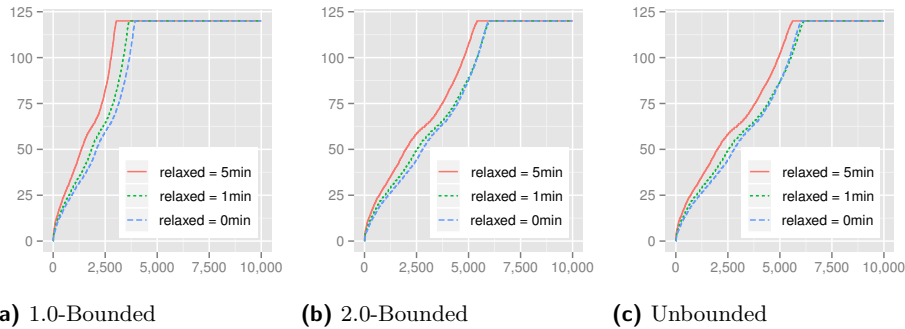 125
100
75
50
25
0
relaxed = 5min
relaxed = 1min
relaxed = 0min
0 2,500 5,000 7,500 10,000
a) 1.0-Bounded
125
100
75
50
25
0
relaxed = 5min
relaxed = 1min
relaxed = 0min
0 2,500 5,000 7,500 10,000
(b) 2.0-Bounded
125
100
75
50
25
0
relaxed = 5min
relaxed = 1min
relaxed = 0min
0 2,500 5,000 7,500 10,000
(c) Unbounded